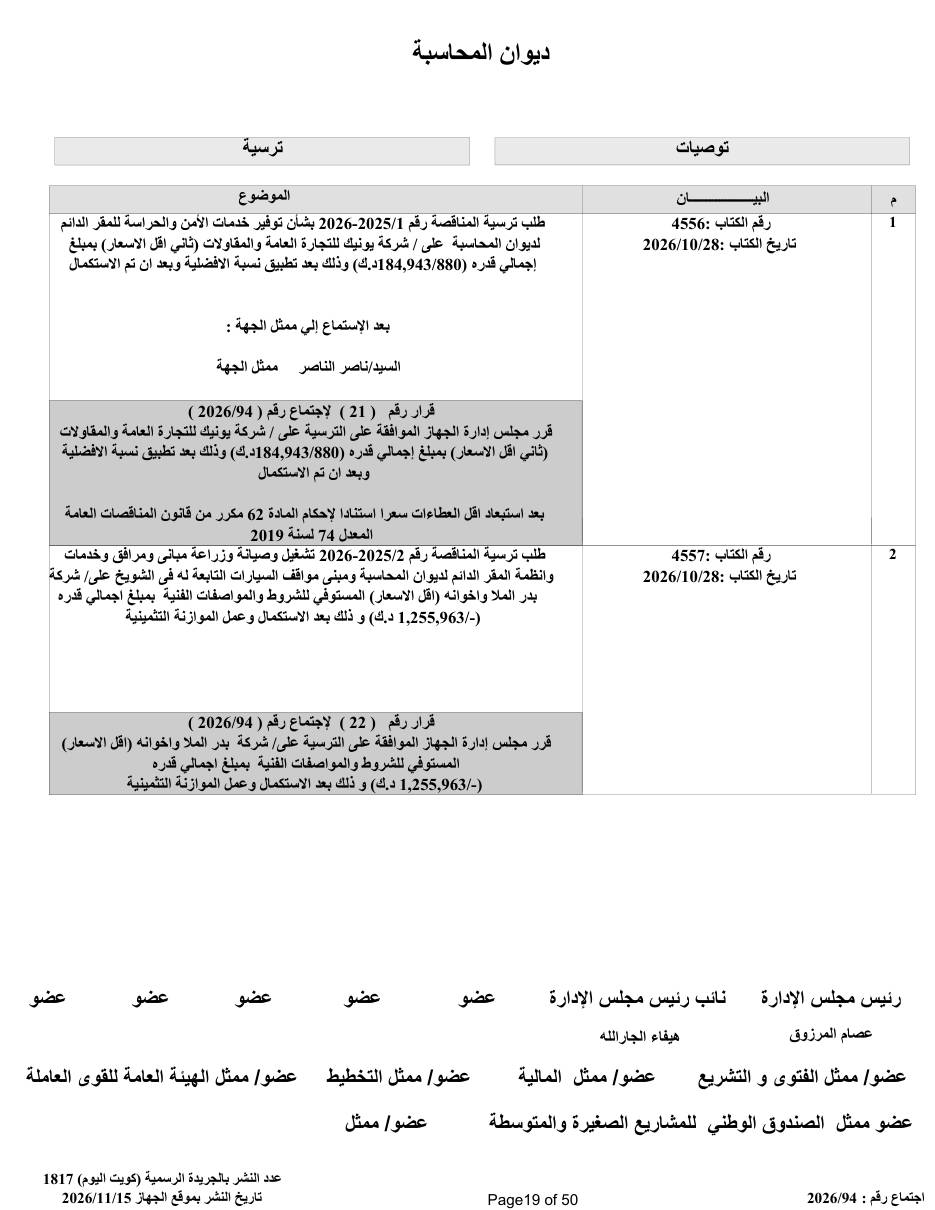 ديوان المحاسبة
توصيات
ترسية
م
البيـــــــــــــــان
الموضوع
1
رقم الكتاب :4556
تاريخ الكتاب :2026/10/28
طلب ترسية المناقصة رقم 2025/1-2026 بشأن توفير خدمات الأمن والحراسة للمقر الدائم
لديوان المحاسبة على / شركة يونيك للتجارة العامة والمقاولات (ثاني اقل الاسعار) بمبلغ
إجمالي قدره (184,943/880د.ك) وذلك بعد تطبيق نسبة الافضلية وبعد ان تم الاستكمال
بعد الإستماع إلي ممثل الجهة :
السيد/ناصر الناصر ممثل الجهة
قرار رقم ( 21 ) لإجتماع رقم ( 2026/94 )
قرر مجلس إدارة الجهاز الموافقة على الترسية على / شركة يونيك للتجارة العامة والمقاولات
(ثاني اقل الاسعار) بمبلغ إجمالي قدره (184,943/880د.ك) وذلك بعد تطبيق نسبة الافضلية
وبعد ان تم الاستكمال
بعد استبعاد اقل العطاءات سعرا استنادا لإحكام المادة 62 مكرر من قانون المناقصات العامة
المعدل 74 لسنة 2019
2
رقم الكتاب :4557
تاريخ الكتاب :2026/10/28
طلب ترسية المناقصة رقم 2025/2-2026 تشغيل وصيانة وزراعة مبانى ومرافق وخدمات
وانظمة المقر الدائم لديوان المحاسبة ومبنى مواقف السيارات التابعة له فى الشويخ على/ شركة
بدر الملا واخوانه (اقل الاسعار) المستوفي للشروط والمواصفات الفنية بمبلغ اجمالي قدره
(-/1,255,963 د.ك) و ذلك بعد الاستكمال وعمل الموازنة التثمينية
قرار رقم ( 22 ) لإجتماع رقم ( 2026/94 )
قرر مجلس إدارة الجهاز الموافقة على الترسية على/ شركة بدر الملا واخوانه (اقل الاسعار)
المستوفي للشروط والمواصفات الفنية بمبلغ اجمالي قدره
(-/1,255,963 د.ك) و ذلك بعد الاستكمال وعمل الموازنة التثمينية
رئيس مجلس الإدارة نائب رئيس مجلس الإدارة عضو عضو عضو عضو عضو
عصام المرزوق هيفاء الجارالله
عضو/ ممثل الفتوى و التشريع عضو/ ممثل المالية عضو/ ممثل التخطيط عضو/ ممثل الهيئة العامة للقوى العاملة
عضو ممثل الصندوق الوطني للمشاريع الصغيرة والمتوسطة عضو/ ممثل
عدد النشر بالجريدة الرسمية (كويت اليوم) 1817
اجتماع رقم : 2026/94 Page19 of 50 تاريخ النشر بموقع الجهاز 2026/11/15